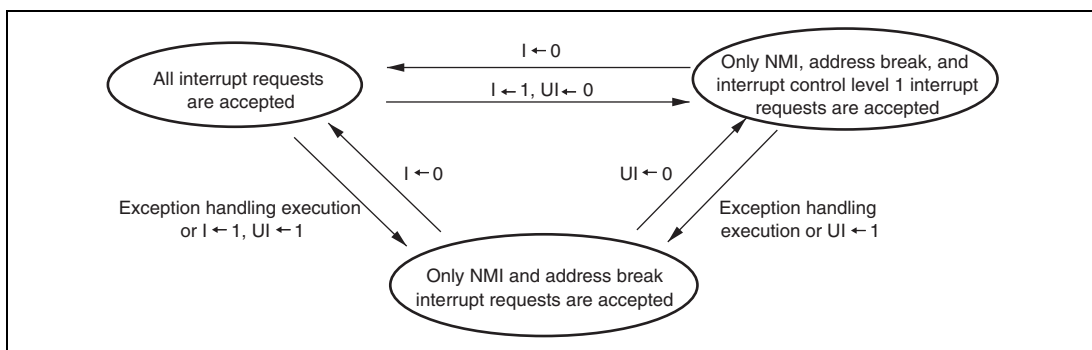 I ← 0
All interrupt requests
are accepted
Only NMI, address break, and
interrupt control level 1 interrupt
requests are accepted
I ← 1, UI ← 0
I ← 0
UI ← 0
Exception handling execution
or I ← 1, UI ← 1
Exception handling
execution or UI ← 1
Only NMI and address break
interrupt requests are accepted